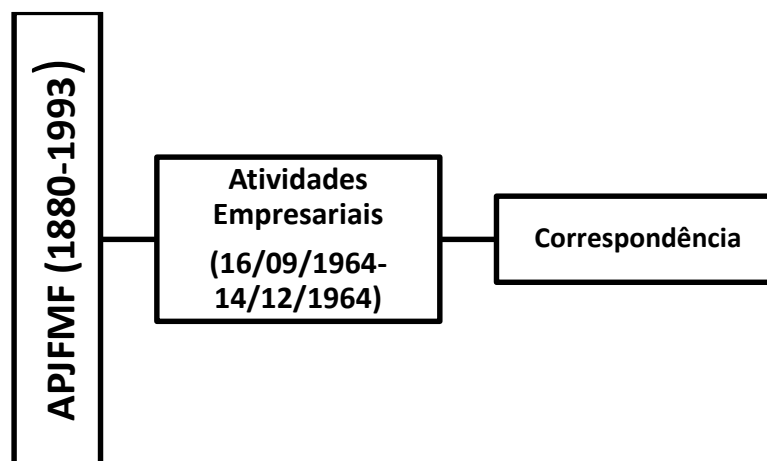 APJFMF (1880-1993)
Atividades
Empresariais
(16/09/1964-
14/12/1964)
Correspondência